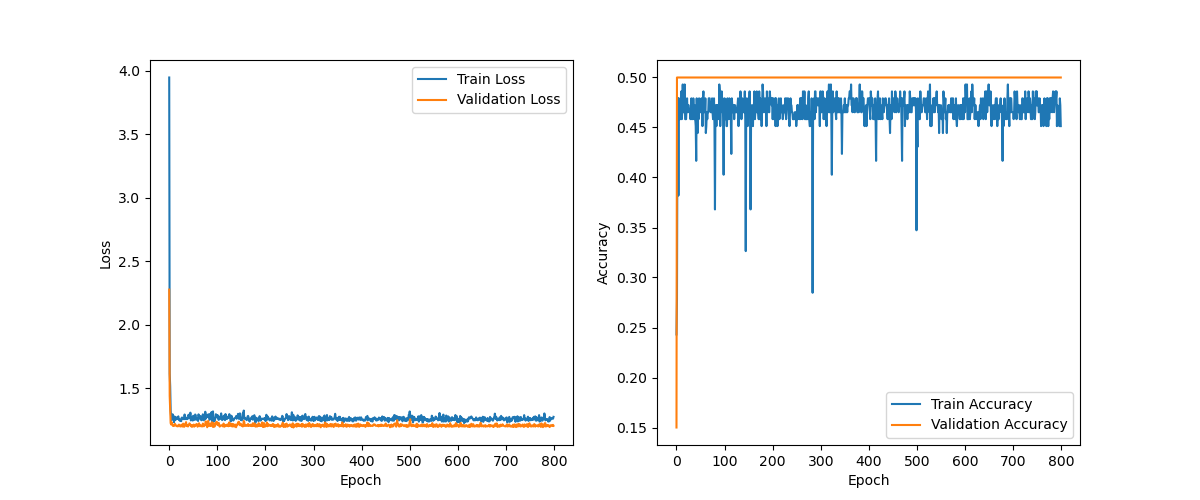 4.0
3.5
3.0
2.5
2.0
1.5
Loss
0 100 200 300 400 500 600 700 800
Epoch
Train Loss
Validation Loss
0.50
0.45
0.40
0.35
0.30
0.25
0.20
0.15
Accuracy
0 100 200 300 400 500 600 700 800
Epoch
Train Accuracy
Validation Accuracy